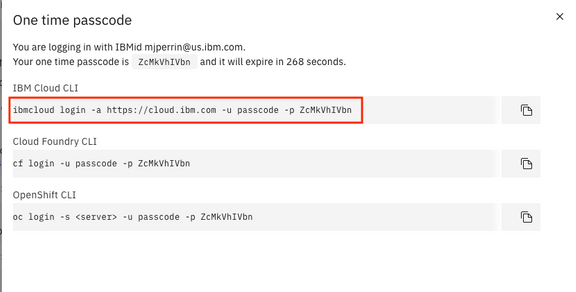 One time passcode
You are logging in with IBMid mjperrin@us.ibm.com.
Your one time passcode is ZcMkVhIVbn and it will expire in 268 seconds.
IBM Cloud CLI
ibmcloud login -a https://cloud.ibm.com -u passcode -p ZcMkVhIVbn
Cloud Foundry CLI
cf login -u passcode -p ZcMkVhIVbn
OpenShift CLI
oc login -s <server> -u passcode -p ZcMkVhIVbn